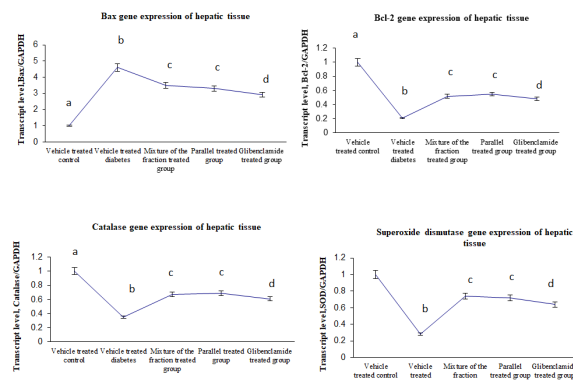 Bax gene expression of hepatic tissue
Transcript level,Bax/GAPDH
6
5
4
3
2
1
0
a
b
c
c
d
Vehicle treated control
Vehicle treated diabetes
Mixture of the fraction treated group
Parallel treated group
Glibenclamide treated group
Bcl-2 gene expression of hepatic tissue
Transcript level, Bcl-2/GAPDH
1.2
1
0.8
0.6
0.4
0.2
0
a
b
c
c
d
Vehicle treated control
Vehicle treated diabetes
Mixture of the fraction treated group
Parallel treated group
Glibenclamide treated group
Catalase gene expression of hepatic tissue
Transcript level, Catalase/GAPDH
1.2
1
0.8
0.6
0.4
0.2
0
a
b
c
c
d
Vehicle treated control
Vehicle treated diabetes
Mixture of the fraction treated group
Parallel treated group
Glibenclamide treated group
Superoxide dismutase gene expression of hepatic
tissue
Transcript level,SOD/GAPDH
1.2
1
0.8
0.6
0.4
0.2
0
b
c
c
d
Vehicle treated control
Vehicle treated
Mixture of the fraction
Parallel treated group
Glibenclamide treated group